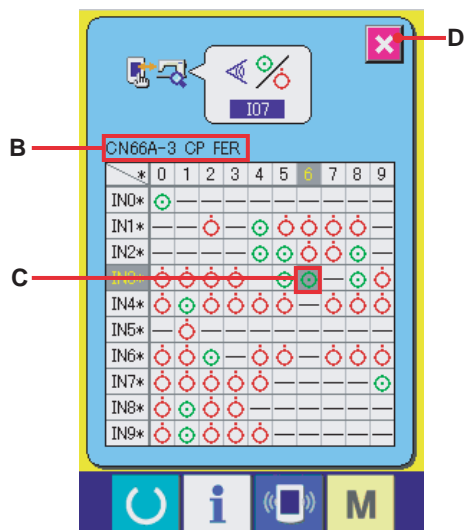 D
I07
B
CN66A-3 CP FER
* 0 1 2 3 4 5 6 7 8 9
IN0*
IN1*
IN2*
C
IN3*
IN4*
IN5*
IN6*
IN7*
IN8*
IN9*
i M